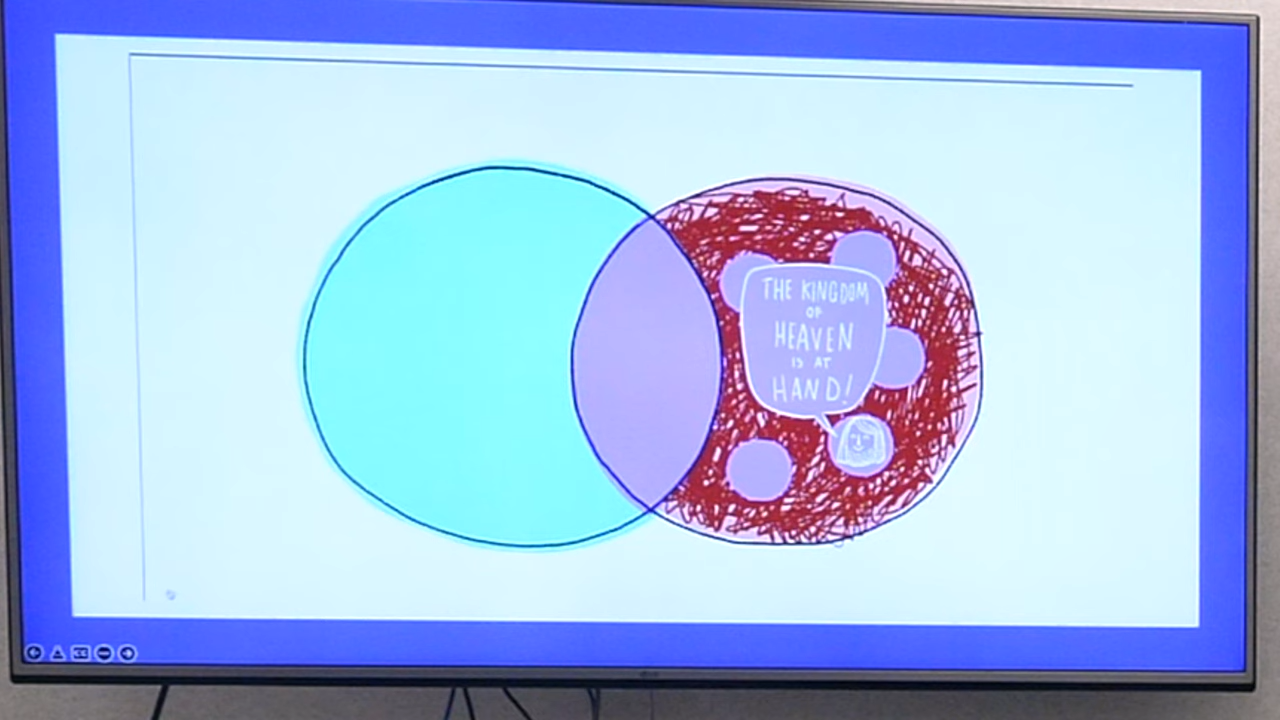 THE KINGDOM
OF
HEAVEN
IS AT
HAND!